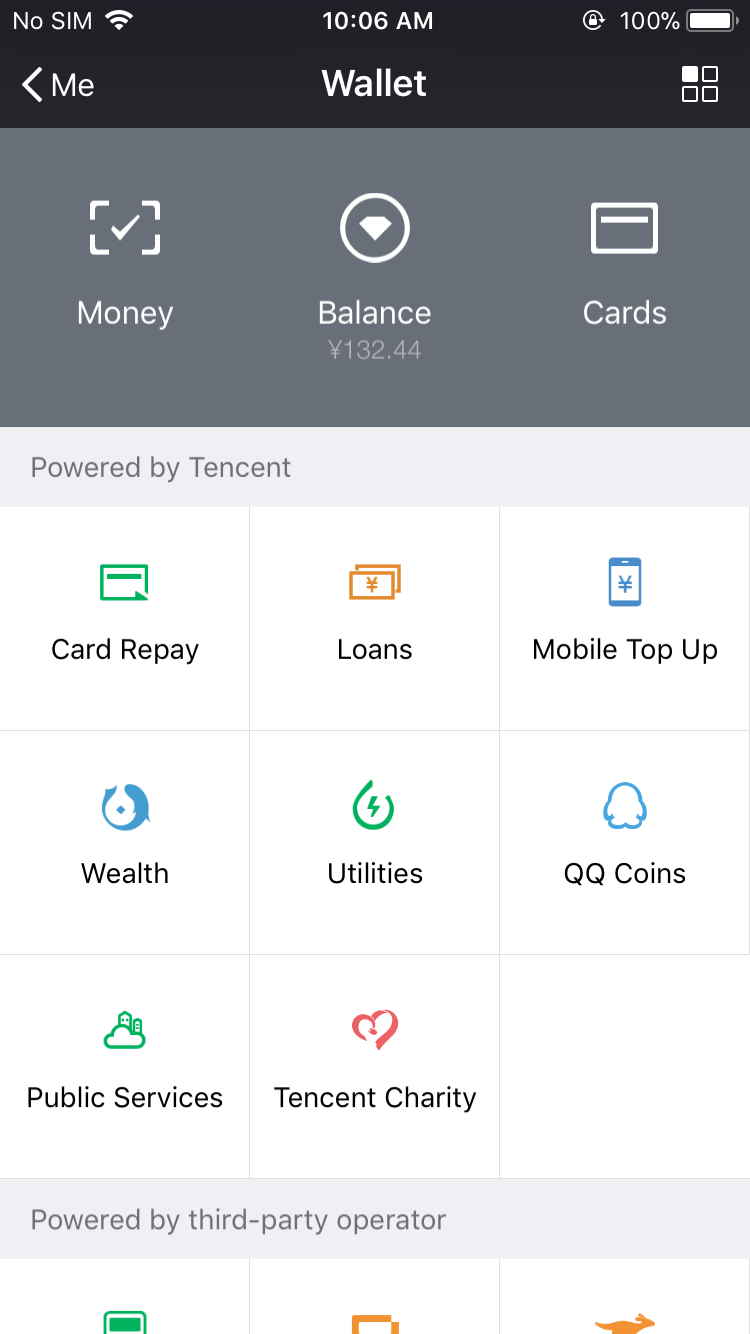 No SIM 10:06 AM 100%
Me Wallet
Money Balance Cards
¥132.44
Powered by Tencent
¥ ¥
Card Repay Loans Mobile Top Up
Wealth Utilities QQ Coins
Public Services Tencent Charity
Powered by third-party operator